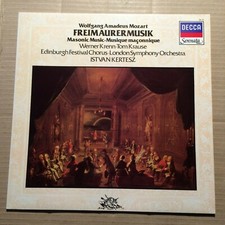 Wolfgang Amadeus Mozart
FREIMAURERMUSIK
Masonic Music·Musique maçonnique
Werner Krenn·Tom Krause
Edinburgh Festival Chorus·London Symphony Orchestra
ISTVAN KERTESZ
DECCA
Serenata